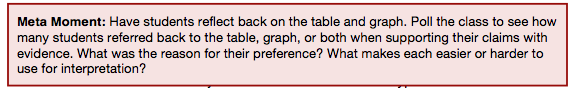 Meta Moment: Have students reflect back on the table and graph. Poll the class to see how
many students referred back to the table, graph, or both when supporting their claims with
evidence. What was the reason for their preference? What makes each easier or harder to
use for interpretation?